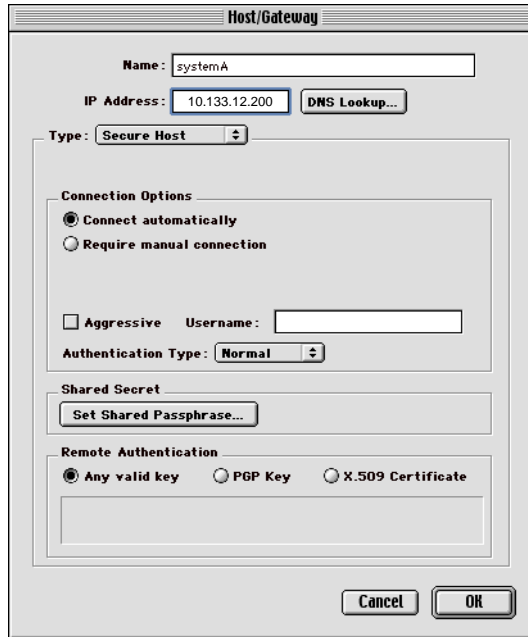 Host/Gateway
Name: systemA
IP Address: 10.133.12.200 DNS Lookup...
Type: Secure Host
Connection Options
Connect automatically
Require manual connection
Aggressive Username:
Authentication Type: Normal
Shared Secret
Set Shared Passphrase...
Remote Authentication
Any valid key PGP Key X.509 Certificate
Cancel OK